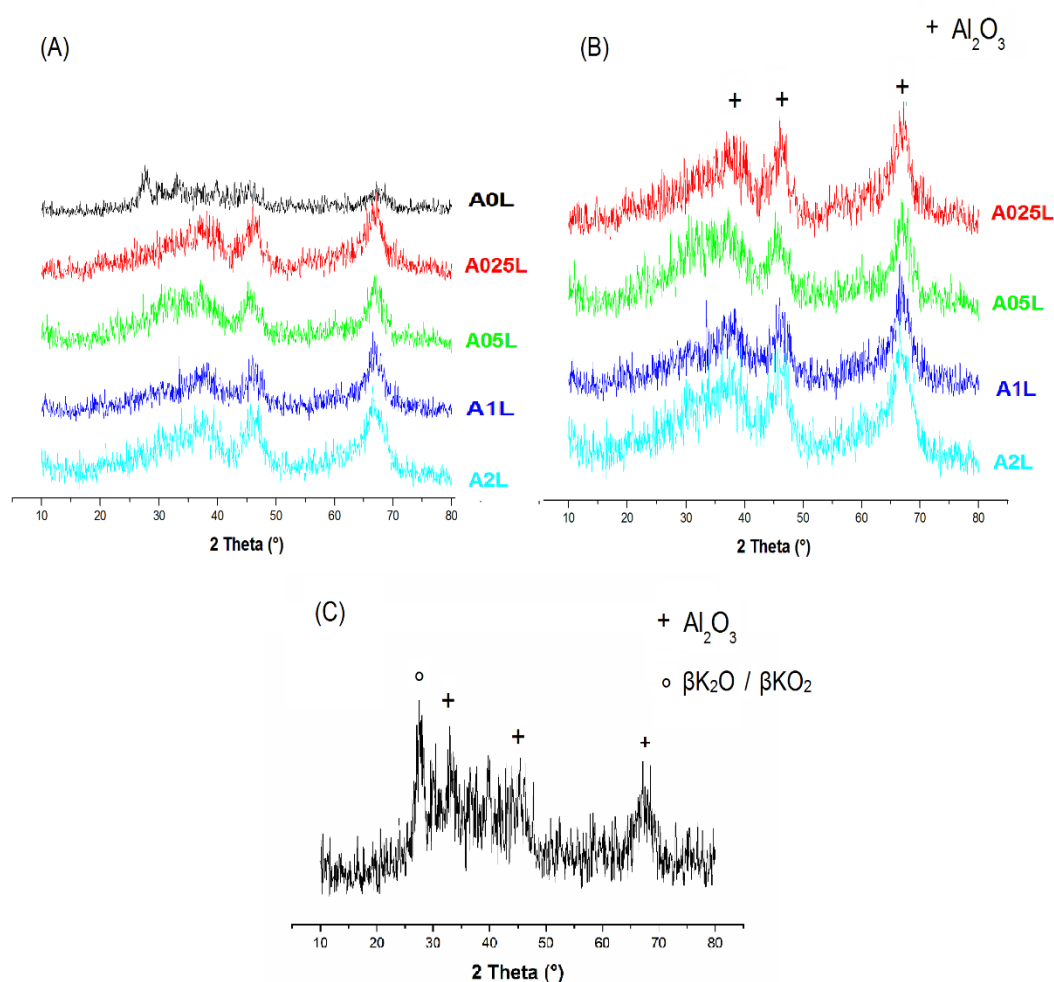 (A)
A0L
A025L
A05L
A1L
A2L
10 20 30 40 50 60 70 80
2 Theta (°)
(B)
+ Al₂O₃
+ + +
A025L
A05L
A1L
A2L
10 20 30 40 50 60 70 80
2 Theta (°)
(C)
+ Al₂O₃
o βK₂O / βKO₂
o + + +
10 20 30 40 50 60 70 80
2 Theta (°)